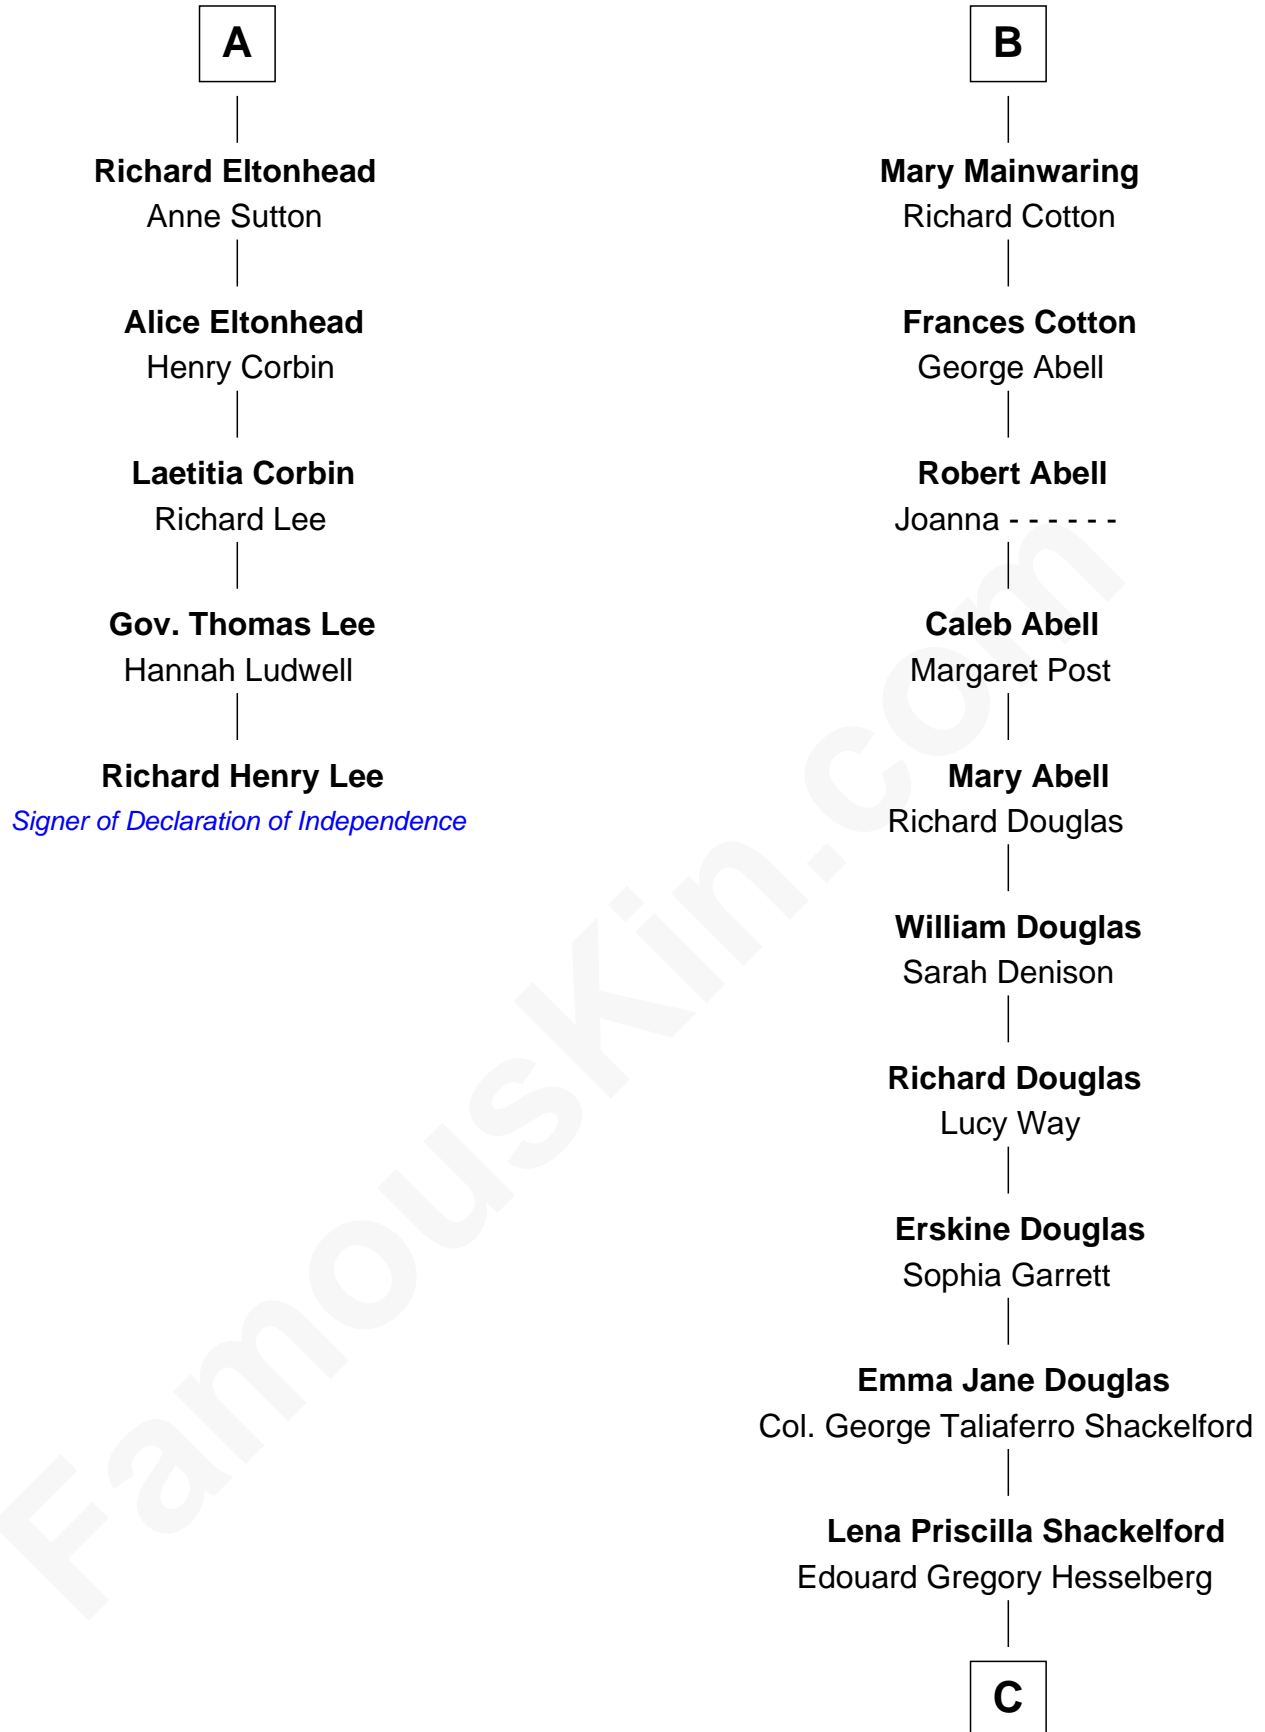 A
Richard Eltonhead
Anne Sutton
Alice Eltonhead
Henry Corbin
Laetitia Corbin
Richard Lee
Gov. Thomas Lee
Hannah Ludwell
Richard Henry Lee
Signer of Declaration of Independence
B
Mary Mainwaring
Richard Cotton
Frances Cotton
George Abell
Robert Abell
Joanna - - - - - -
Caleb Abell
Margaret Post
Mary Abell
Richard Douglas
William Douglas
Sarah Denison
Richard Douglas
Lucy Way
Erskine Douglas
Sophia Garrett
Emma Jane Douglas
Col. George Taliaferro Shackelford
Lena Priscilla Shackelford
Edouard Gregory Hesselberg
C
FamousKin.com